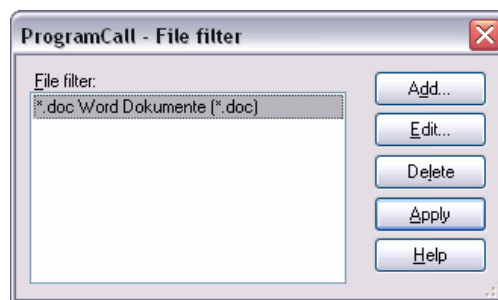 ProgramCall - File filter
File filter:
*.doc Word Dokumente (*.doc)
Add...
Edit...
Delete
Apply
Help